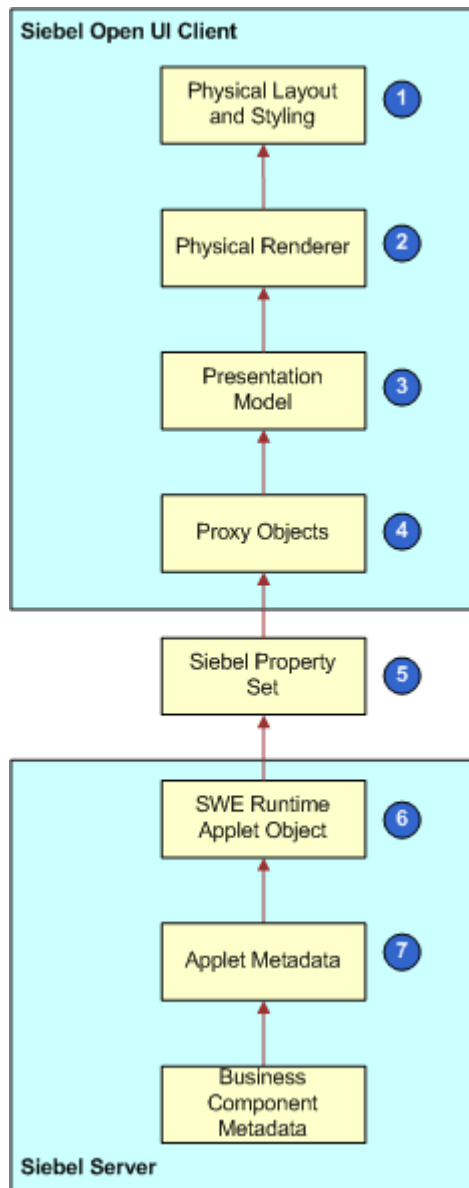 Siebel Open UI Client
Physical Layout
and Styling
1
Physical Renderer
2
Presentation
Model
3
Proxy Objects
4
Siebel Property
Set
5
SWE Runtime
Applet Object
6
Applet Metadata
7
Business
Component
Metadata
Siebel Server